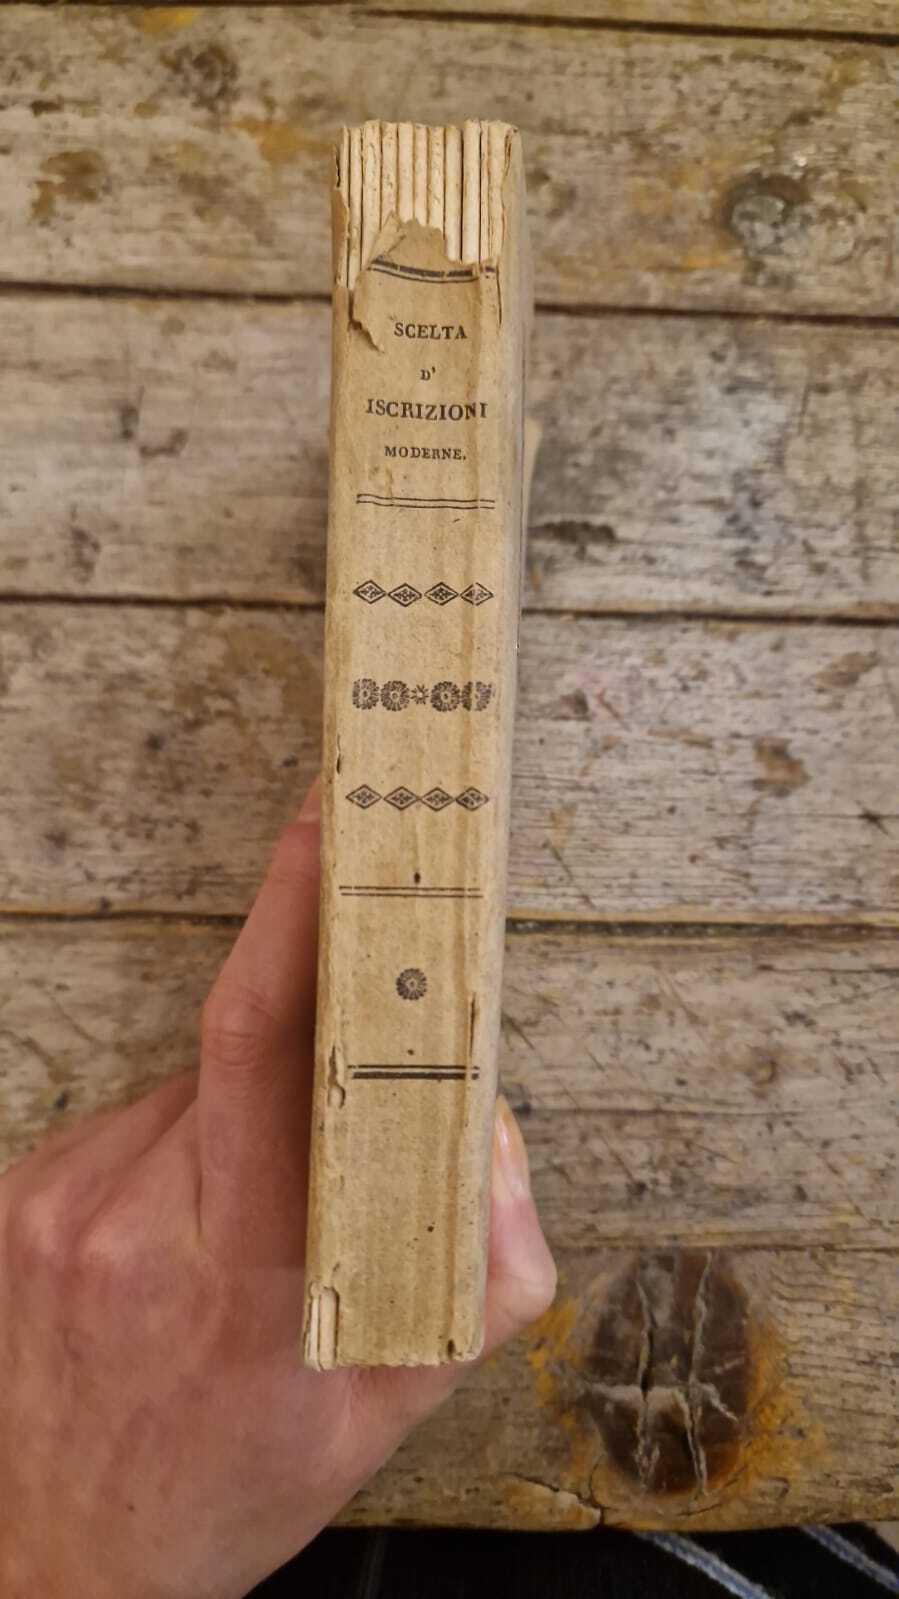 SCELTA
D'
ISCRIZIONI
MODERNE.